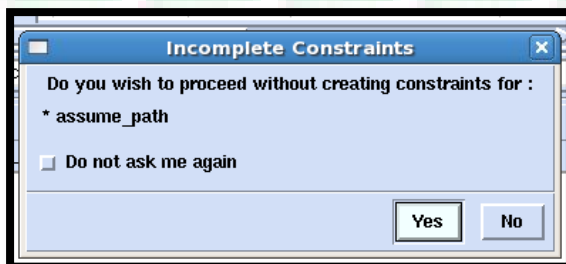 Incomplete Constraints
Do you wish to proceed without creating constraints for :
* assume_path
Do not ask me again
Yes No